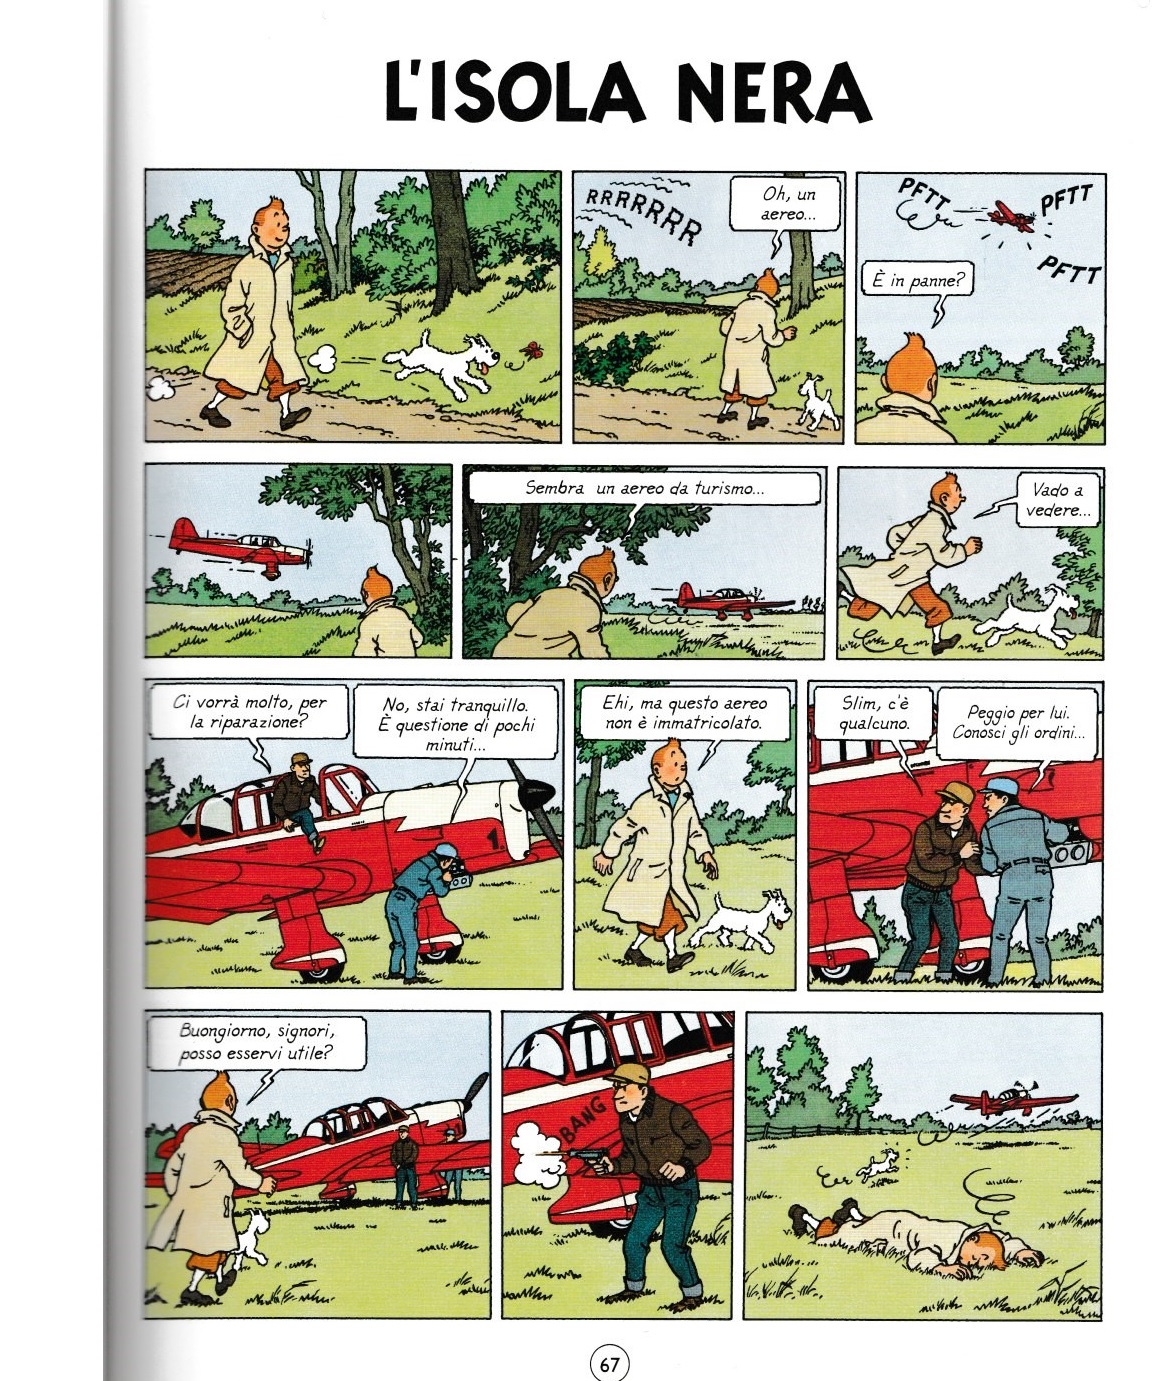 L'ISOLA NERA
RRRRRRR
Oh, un
aereo...
PFTT
PFTT
PFTT
È in panne?
Sembra un aereo da turismo...
Vado a
vedere...
Ci vorrà molto, per
la riparazione?
No, stai tranquillo.
È questione di pochi
minuti...
1.
Ehi, ma questo aereo
non è immatricolato.
Slim, c'è
qualcuno.
Peggio per lui.
Conosci gli ordini...
Buongiorno, signori,
posso esservi utile?
BANG
67